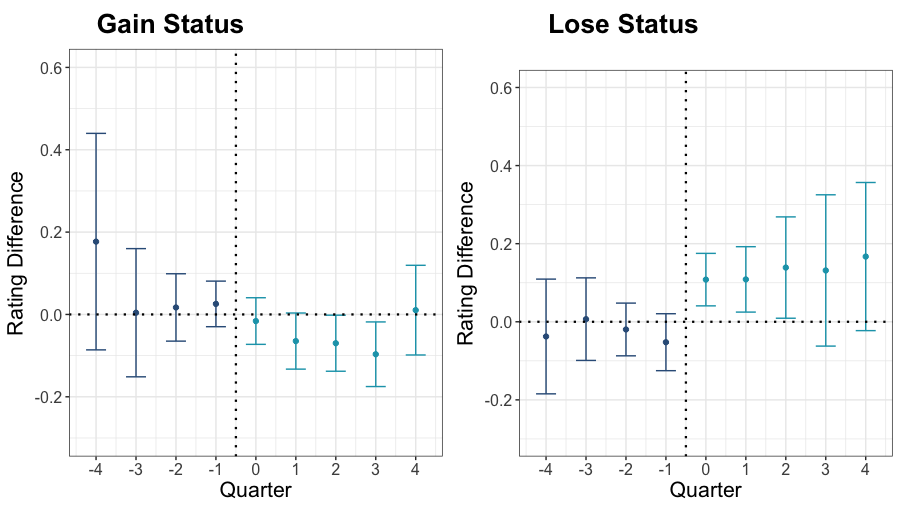 Gain Status
Rating Difference
0.6
0.4
0.2
0.0
-0.2
-4 -3 -2 -1 0 1 2 3 4
Quarter
Lose Status
Rating Difference
0.6
0.4
0.2
0.0
-0.2
-4 -3 -2 -1 0 1 2 3 4
Quarter